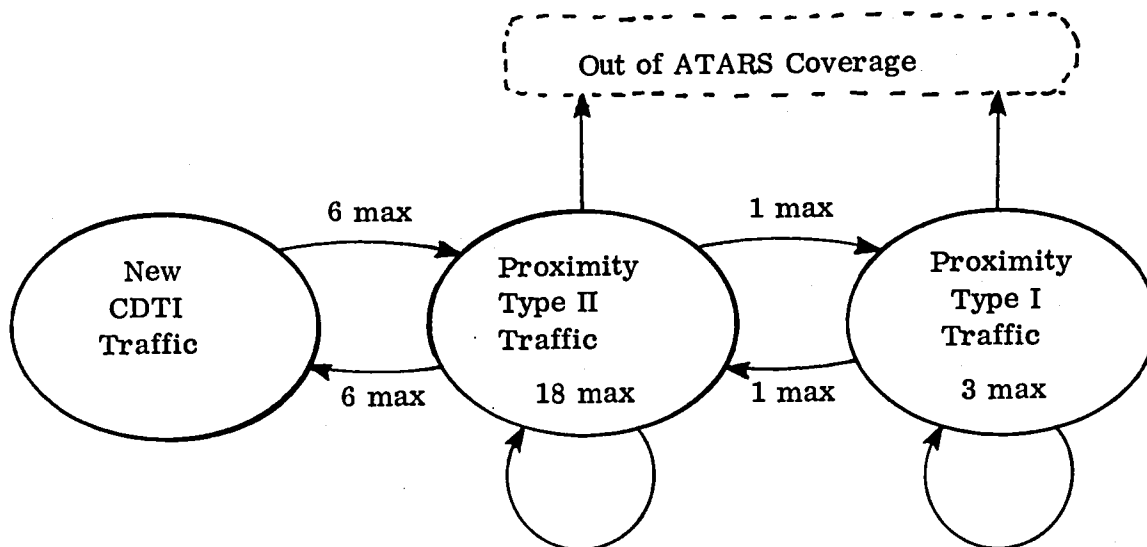 Out of ATARS Coverage
6 max
1 max
New
CDTI
Traffic
Proximity
Type II
Traffic
18 max
Proximity
Type I
Traffic
3 max
6 max
1 max